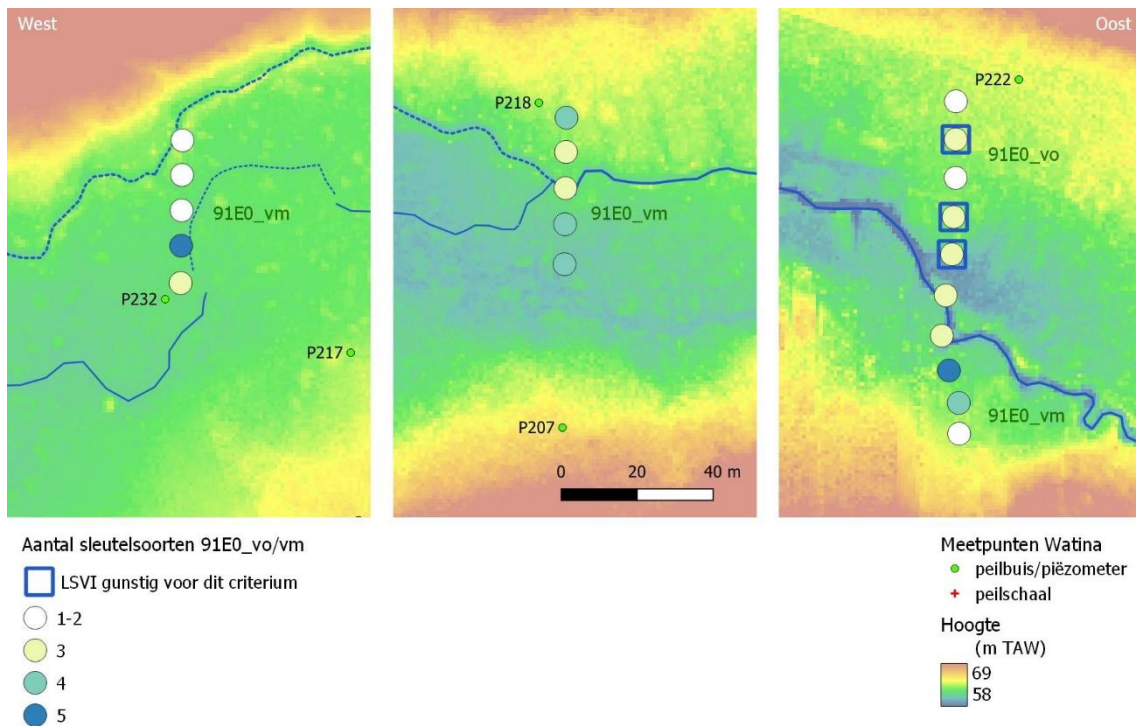 West
Oost
P222
P218
91E0_vo
91E0_vm
91E0_vm
P232
P217
91E0_vm
P207
0 20 40 m
Aantal sleutelsoorten 91E0_vo/vm
LSVI gunstig voor dit criterium
1-2
3
4
5
Meetpunten Watina
peilbuis/piëzometer
peilschaal
Hoogte
(m TAW)
69
58